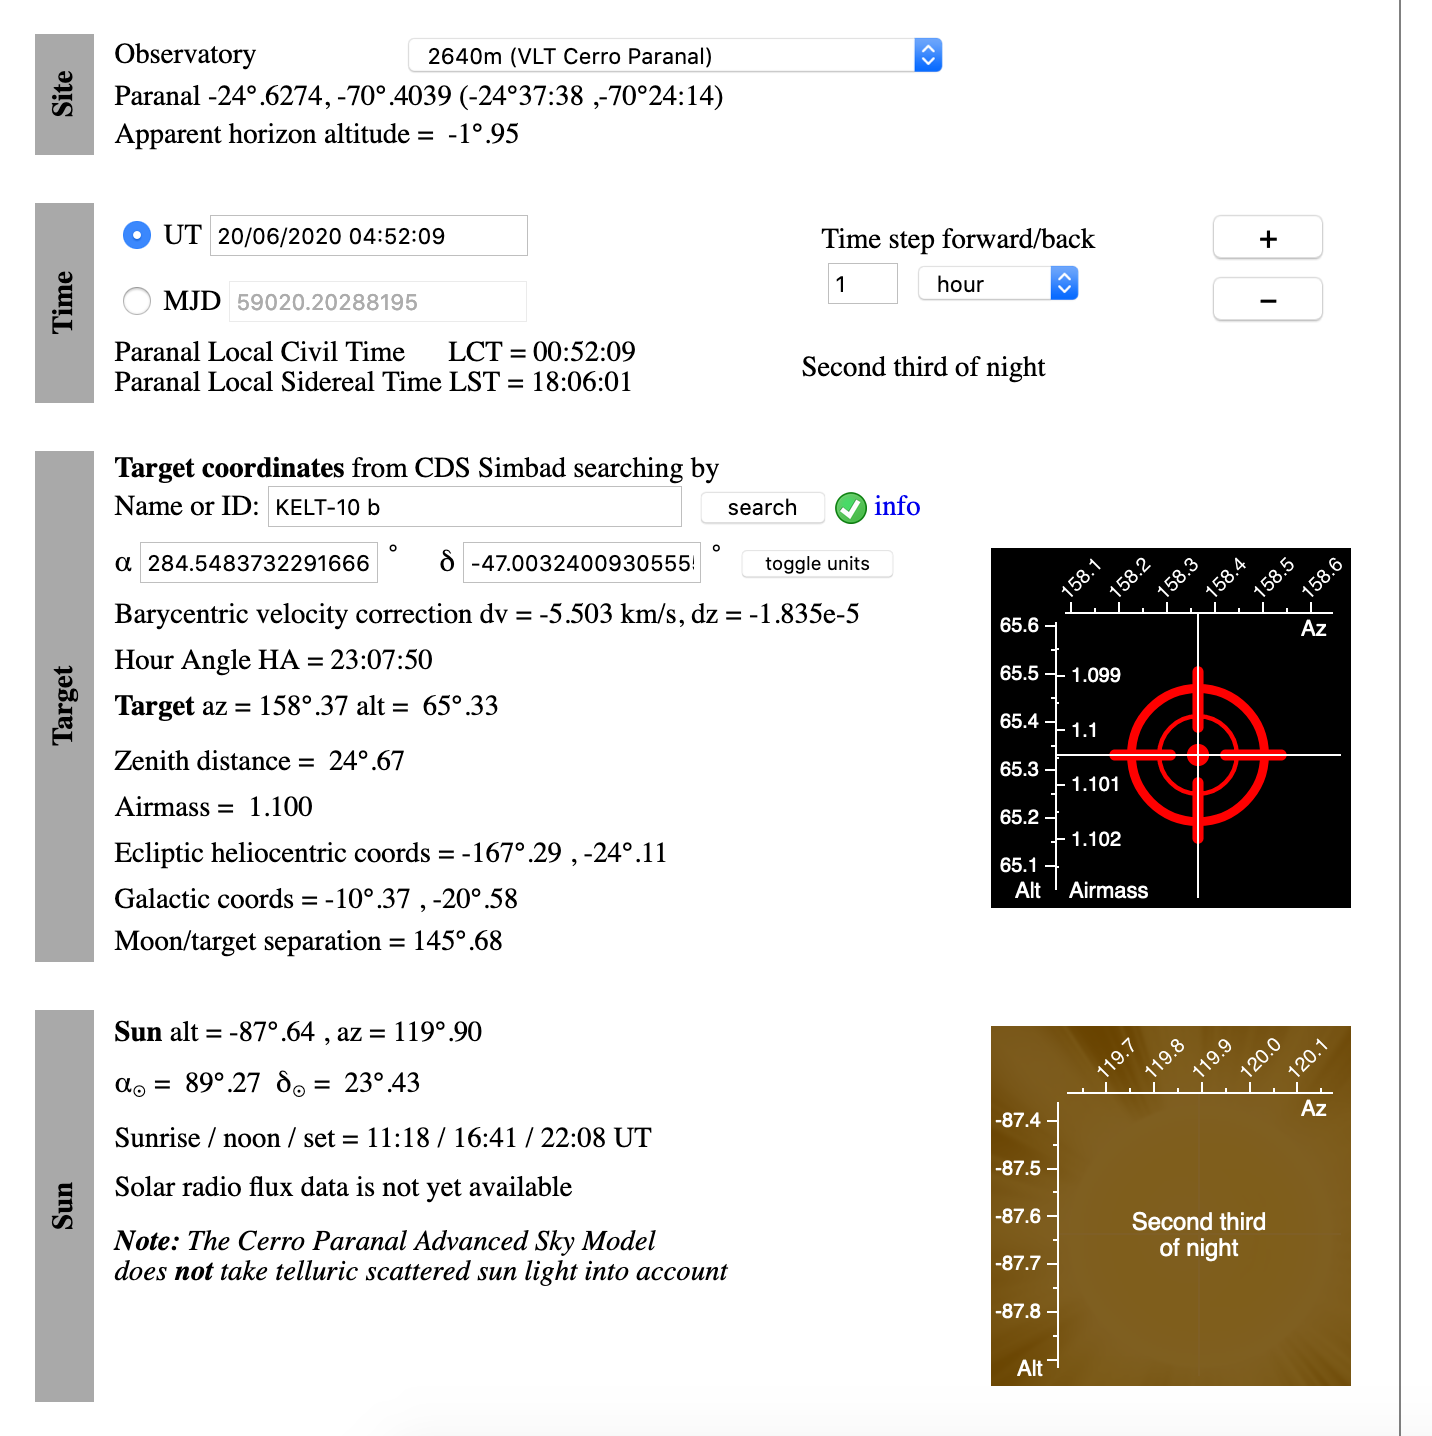 Site
Observatory 2640m (VLT Cerro Paranal)
Paranal -24°.6274, -70°.4039 (-24°37:38 ,-70°24:14)
Apparent horizon altitude = -1°.95
Time
UT 20/06/2020 04:52:09
MJD 59020.20288195
Time step forward/back
1 hour
+
−
Paranal Local Civil Time LCT = 00:52:09
Paranal Local Sidereal Time LST = 18:06:01
Second third of night
Target
Target coordinates from CDS Simbad searching by
Name or ID: KELT-10 b search info
α 284.5483732291666 ° δ -47.00324009305555 ° toggle units
Barycentric velocity correction dv = -5.503 km/s, dz = -1.835e-5
Hour Angle HA = 23:07:50
Target az = 158°.37 alt = 65°.33
Zenith distance = 24°.67
Airmass = 1.100
Ecliptic heliocentric coords = -167°.29 , -24°.11
Galactic coords = -10°.37 , -20°.58
Moon/target separation = 145°.68
158.1 158.2 158.3 158.4 158.5 158.6
Az
65.6
65.5 1.099
65.4 1.1
65.3 1.101
65.2 1.102
65.1
Alt Airmass
Sun
Sun alt = -87°.64 , az = 119°.90
α☉ = 89°.27 δ☉ = 23°.43
Sunrise / noon / set = 11:18 / 16:41 / 22:08 UT
Solar radio flux data is not yet available
Note: The Cerro Paranal Advanced Sky Model
does not take telluric scattered sun light into account
119.7 119.8 119.9 120.0 120.1
Az
-87.4
-87.5
-87.6
-87.7
-87.8
Alt
Second third
of night